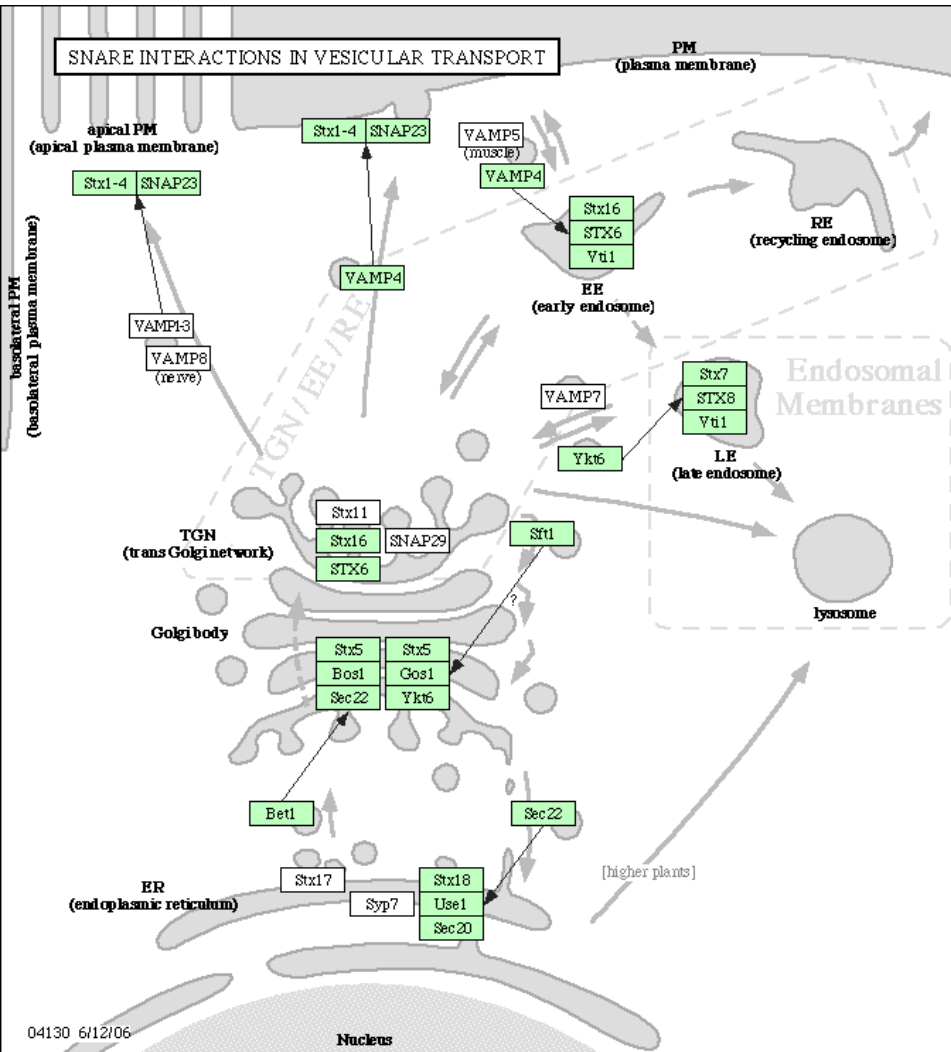 SNARE INTERACTIONS IN VESICULAR TRANSPORT
PM
(plasma membrane)
apical PM
(apical plasma membrane)
Stx1-4 SNAP23
Stx1-4 SNAP23
VAMP5
(muscle)
VAMP4
Stx16
STX6
Vti1
EE
(early endosome)
RE
(recycling endosome)
basolateral PM
(basolateral plasma membrane)
VAMP4
VAMP1-3
VAMP8
(nerve)
TGN/EE/RE
Endosomal
Membranes
VAMP7
Ykt6
Stx7
STX8
Vti1
LE
(late endosome)
TGN
(trans Golgi network)
Stx11
Stx16
STX6
SNAP29
Sft1
?
lysosome
Golgi body
Stx5
Bos1
Sec22
Stx5
Gos1
Ykt6
Bet1
Sec22
[higher plants]
ER
(endoplasmic reticulum)
Stx17
Syp7
Stx18
Use1
Sec20
04130 6/12/06
Nucleus